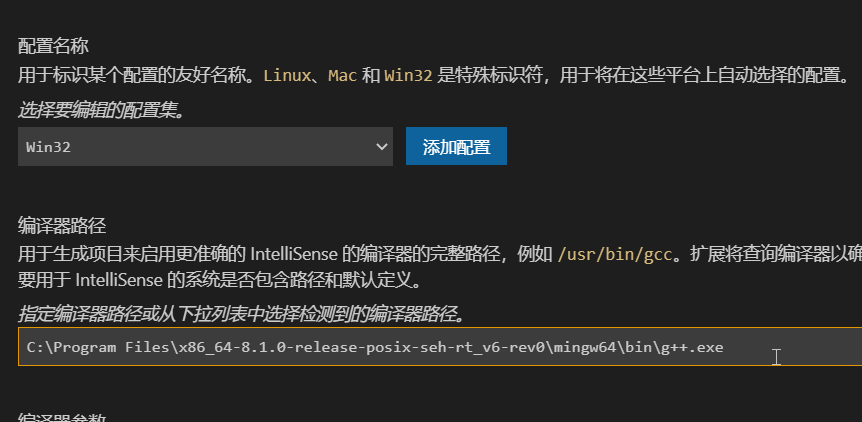 配置名称
用于标识某个配置的友好名称。Linux、Mac 和 Win32 是特殊标识符，用于将在这些平台上自动选择的配置。
选择要编辑的配置集。
Win32
添加配置
编译器路径
用于生成项目来启用更准确的 IntelliSense 的编译器的完整路径，例如 /usr/bin/gcc。扩展将查询编译器以确
要用于 IntelliSense 的系统是否包含路径和默认定义。
指定编译器路径或从下拉列表中选择检测到的编译器路径。
C:\Program Files\x86_64-8.1.0-release-posix-seh-rt_v6-rev0\mingw64\bin\g++.exe
编译器参数